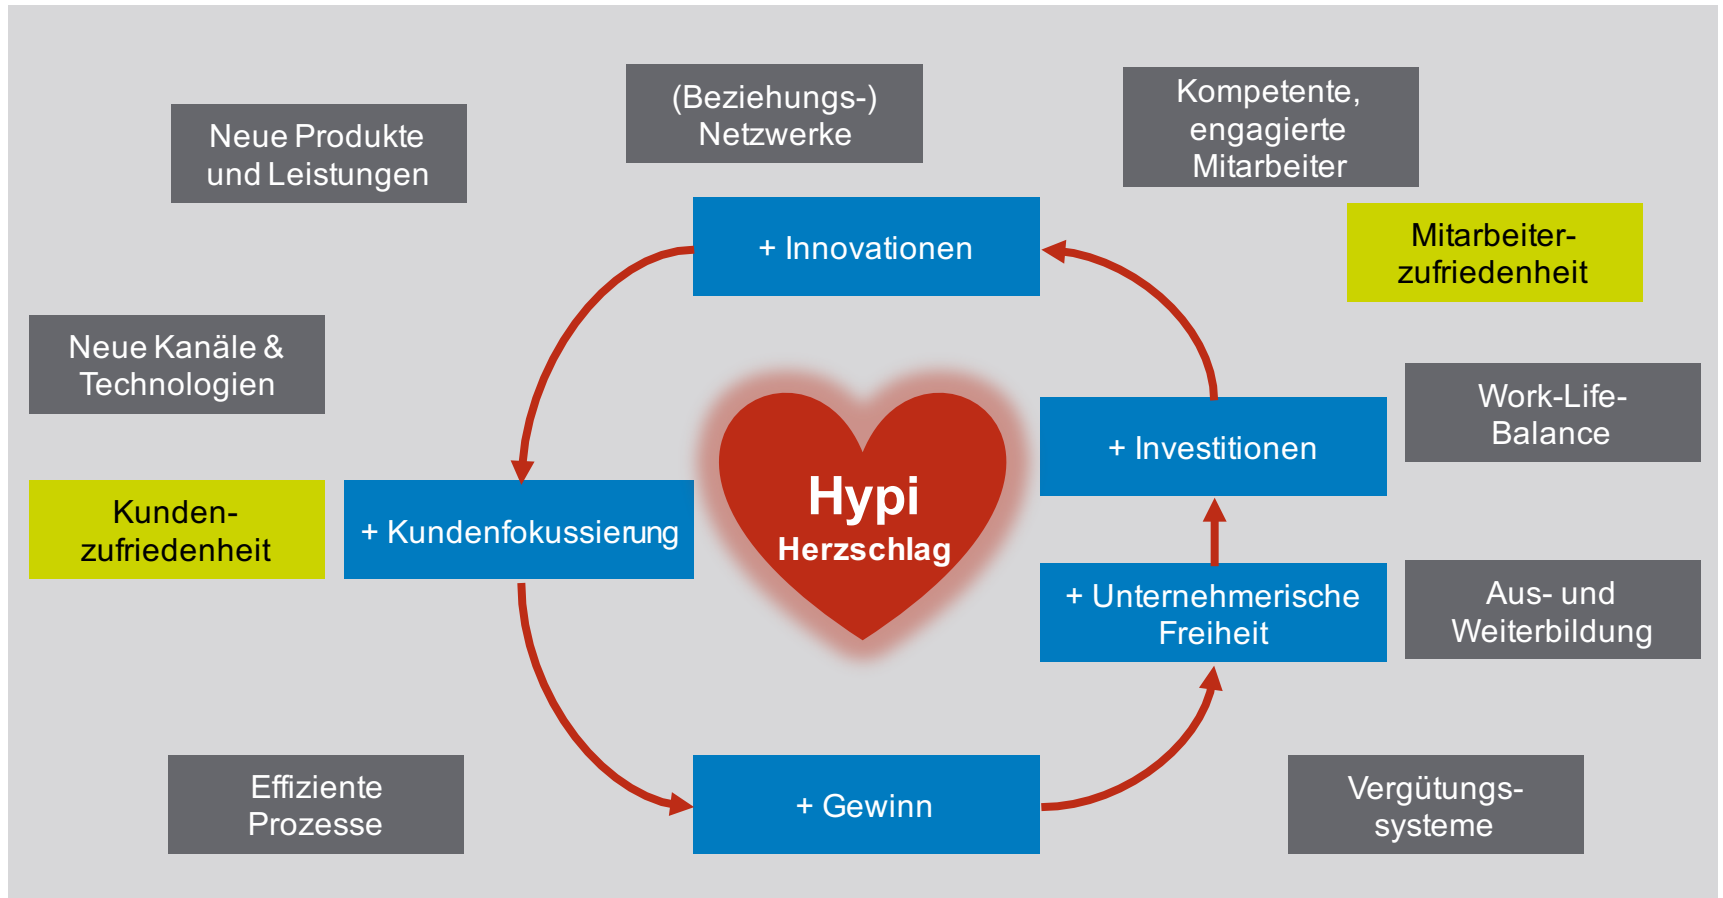 (Beziehungs-)
Netzwerke
Kompetente,
engagierte
Mitarbeiter
Neue Produkte
und Leistungen
Mitarbeiter-
zufriedenheit
+ Innovationen
Neue Kanäle &
Technologien
Work-Life-
Balance
+ Investitionen
Hypi
Herzschlag
Kunden-
zufriedenheit
+ Kundenfokussierung
+ Unternehmerische
Freiheit
Aus- und
Weiterbildung
Effiziente
Prozesse
+ Gewinn
Vergütungs-
systeme